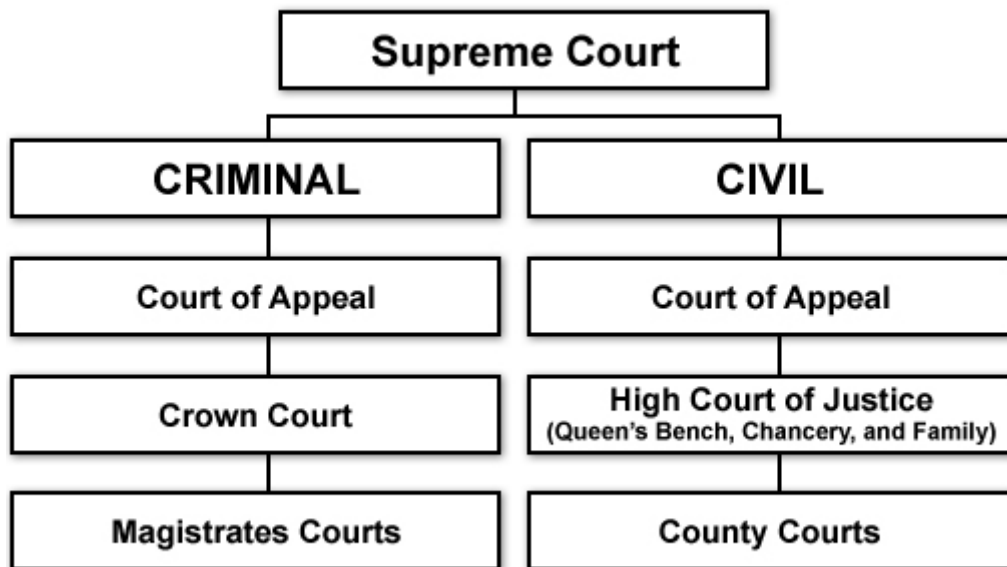 Supreme Court
CRIMINAL
CIVIL
Court of Appeal
Court of Appeal
Crown Court
High Court of Justice
(Queen's Bench, Chancery, and Family)
Magistrates Courts
County Courts